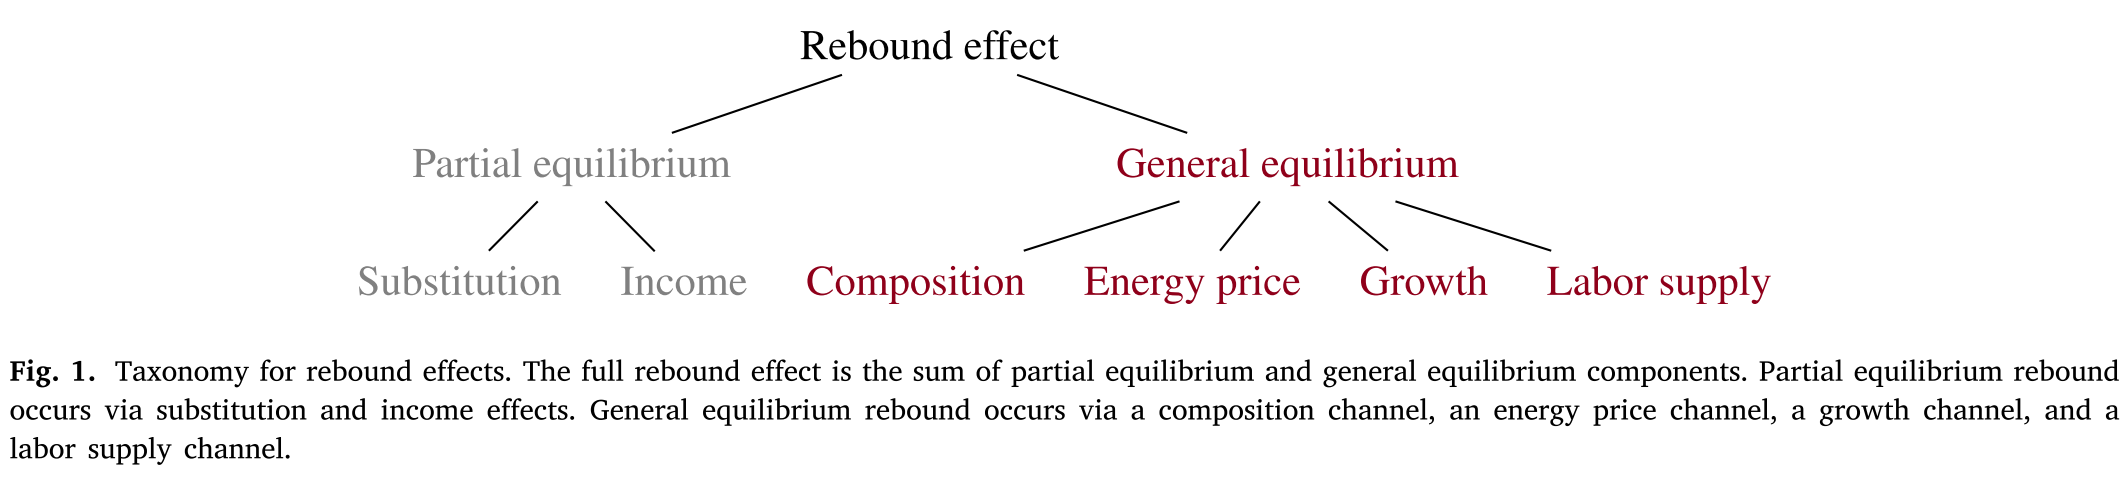 Rebound effect
Partial equilibrium General equilibrium
Substitution Income Composition Energy price Growth Labor supply
Fig. 1. Taxonomy for rebound effects. The full rebound effect is the sum of partial equilibrium and general equilibrium components. Partial equilibrium rebound
occurs via substitution and income effects. General equilibrium rebound occurs via a composition channel, an energy price channel, a growth channel, and a
labor supply channel.